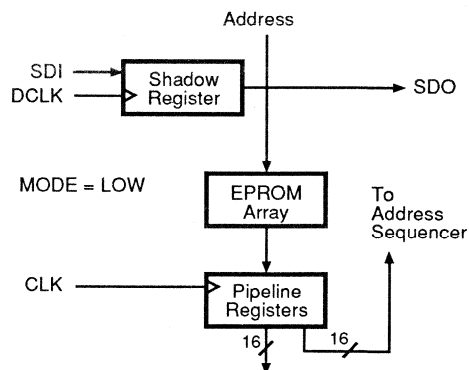 Address
SDI
DCLK
Shadow
Register
SDO
MODE = LOW
EPROM
Array
To
Address
Sequencer
CLK
Pipeline
Registers
16
16